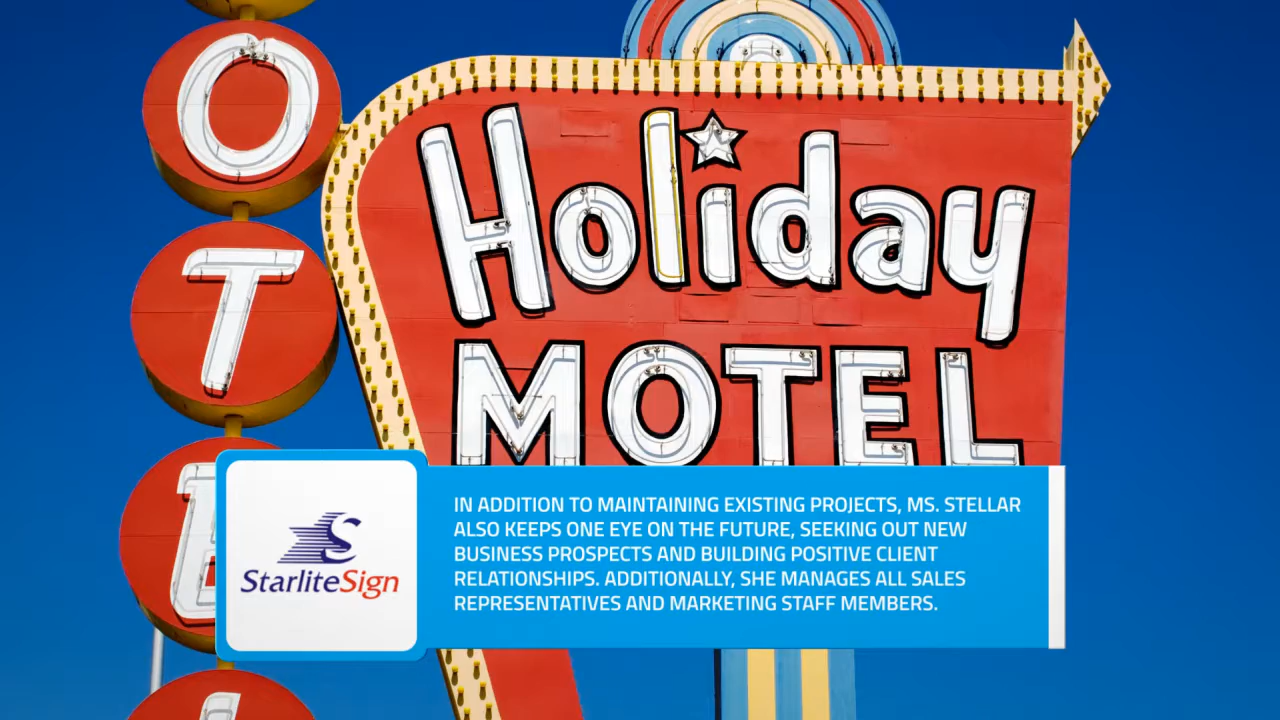 O
T
E
L
Holiday
MOTEL
S
StarliteSign
IN ADDITION TO MAINTAINING EXISTING PROJECTS, MS. STELLAR
ALSO KEEPS ONE EYE ON THE FUTURE, SEEKING OUT NEW
BUSINESS PROSPECTS AND BUILDING POSITIVE CLIENT
RELATIONSHIPS. ADDITIONALLY, SHE MANAGES ALL SALES
REPRESENTATIVES AND MARKETING STAFF MEMBERS.